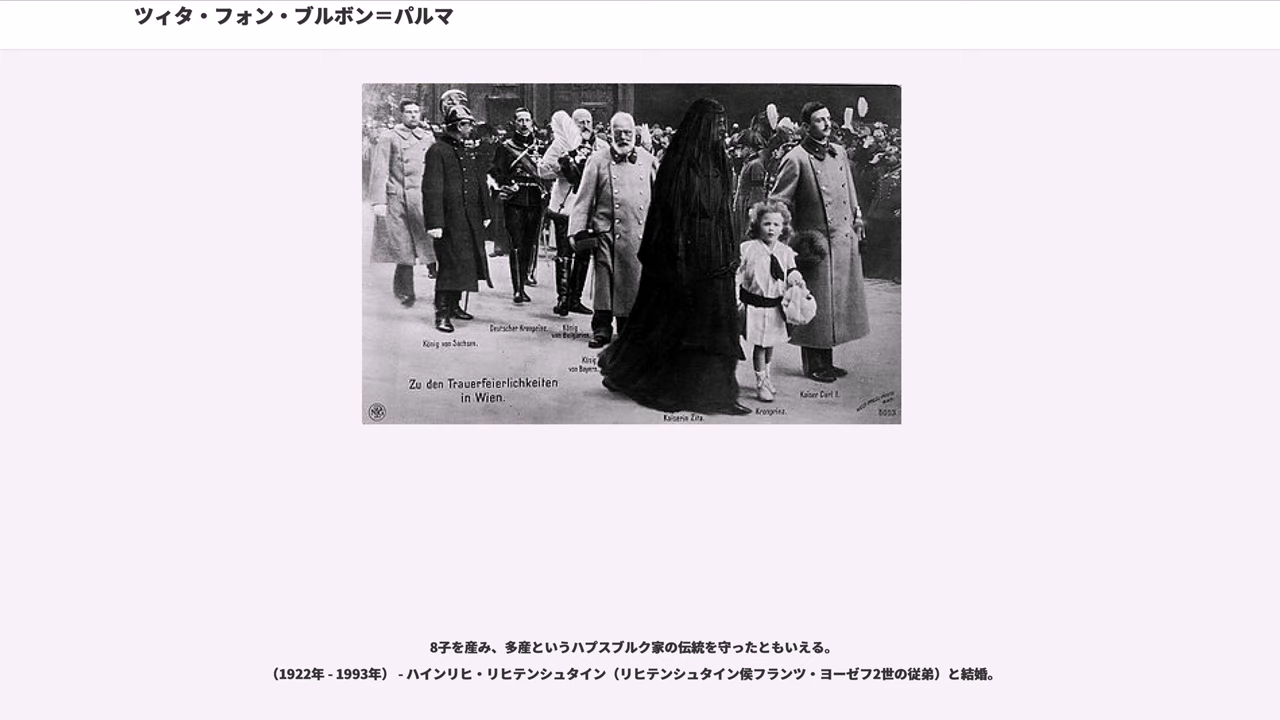 ツィタ・フォン・ブルボン＝パルマ
König von Sachsen.
Deutscher Kronprinz.
König
von Bulgarien.
König
von Bayern.
Zu den Trauerfeierlichkeiten
in Wien.
Kaiserin Zita.
Kronprinz.
Kaiser Carl I.
8子を産み、多産というハプスブルク家の伝統を守ったともいえる。
（1922年 - 1993年） - ハインリヒ・リヒテンシュタイン（リヒテンシュタイン侯フランツ・ヨーゼフ2世の従弟）と結婚。